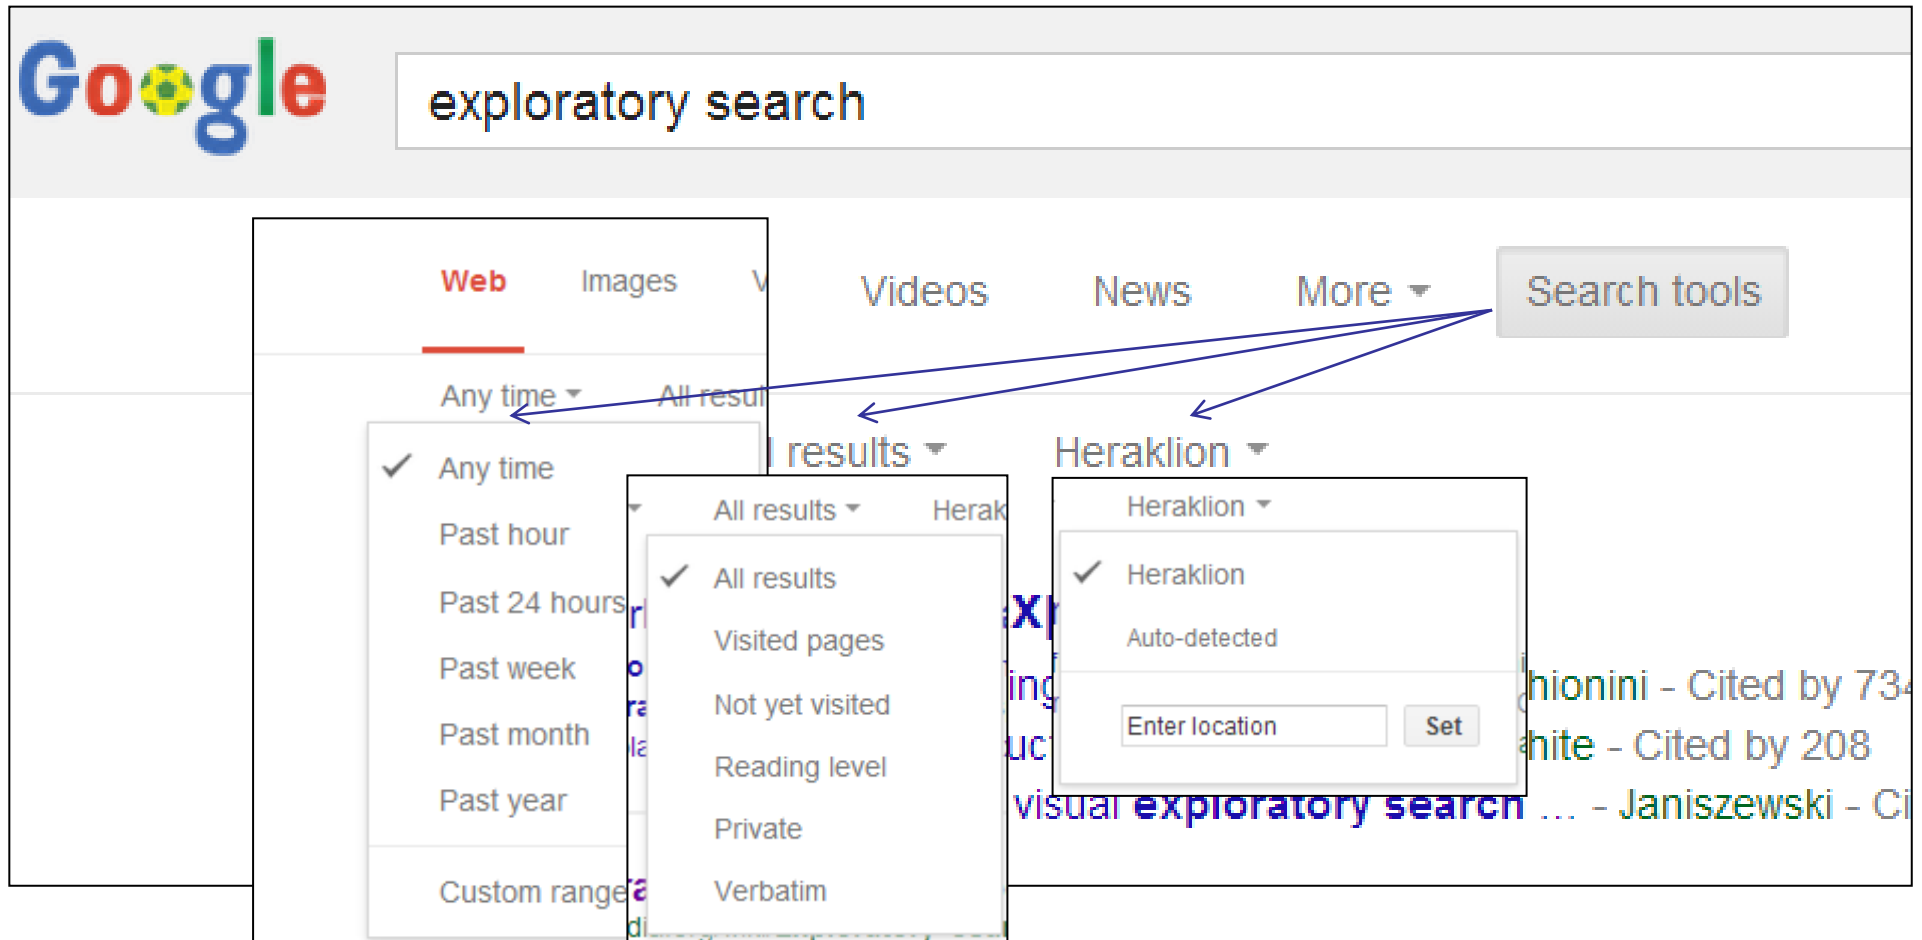 Google
exploratory search
Web Images Videos News More Search tools
Any time
results Heraklion
Any time
Past hour
Past 24 hours
Past week
Past month
Past year
Custom range
All results
All results
Visited pages
Not yet visited
Reading level
Private
Verbatim
Heraklion
Heraklion
Auto-detected
Enter location Set
hionini - Cited by 734
hite - Cited by 208
visual exploratory search ... - Janiszewski - Ci